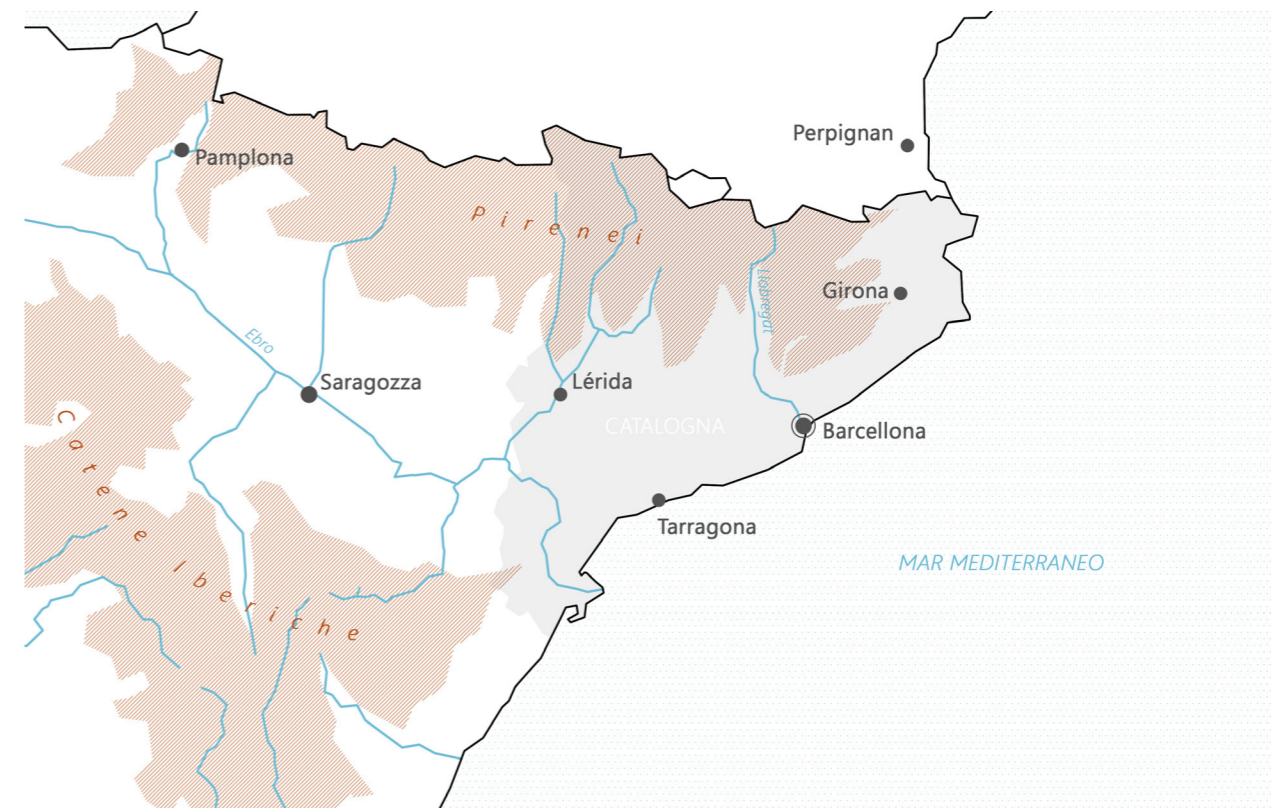 Perpignan
Pamplona
Pirenei
Llobregat
Girona
Ebro
Saragozza
Lérida
Catene Iberiche
CATALOGNA
Barcellona
Tarragona
MAR MEDITERRANEO